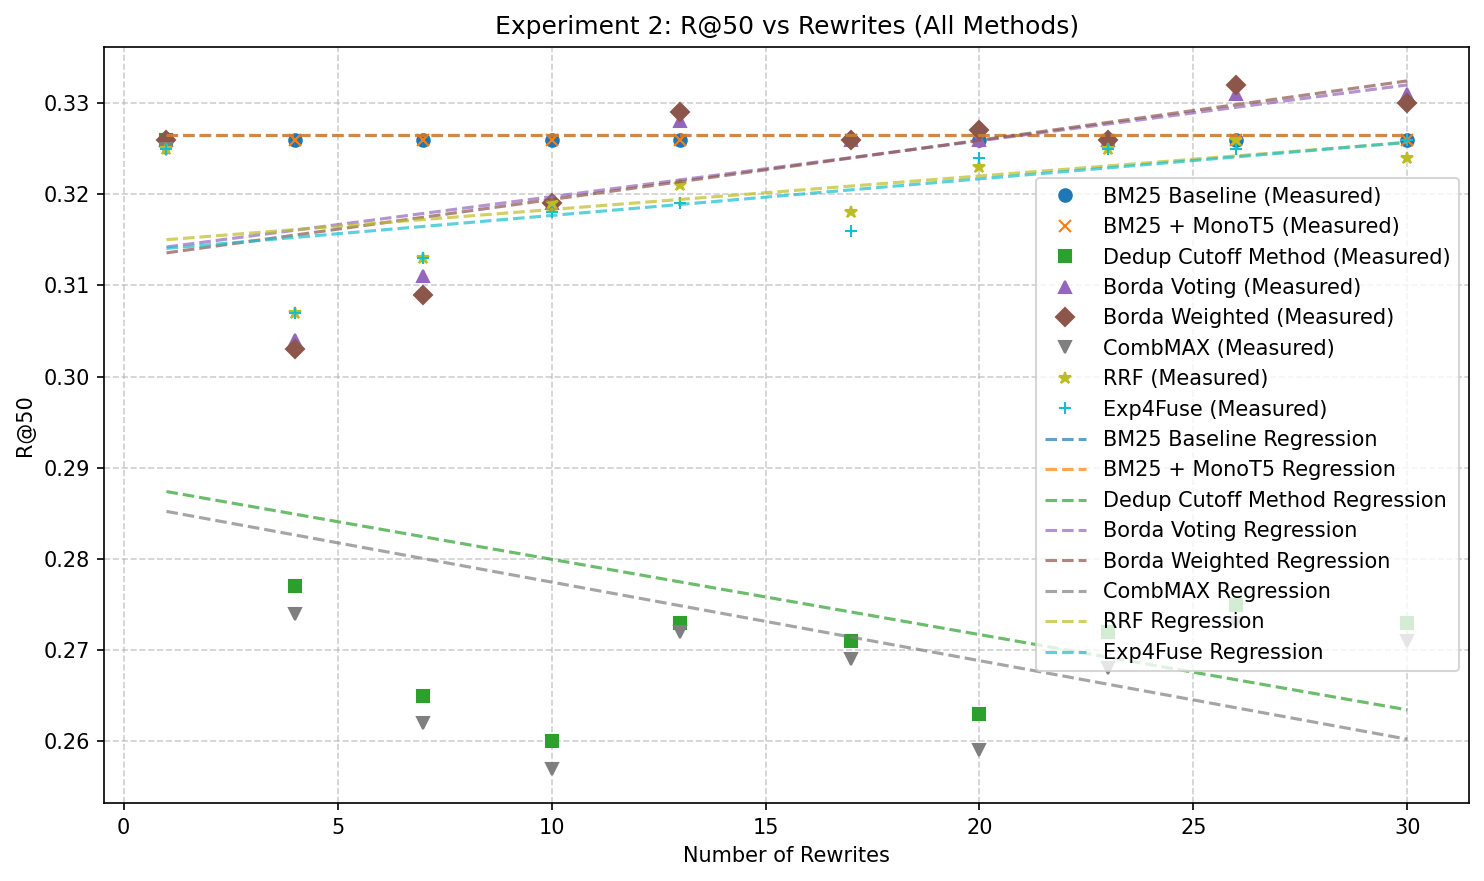 Experiment 2: R@50 vs Rewrites (All Methods)
R@50
0.33
0.32
0.31
0.30
0.29
0.28
0.27
0.26
BM25 Baseline (Measured)
BM25 + MonoT5 (Measured)
Dedup Cutoff Method (Measured)
Borda Voting (Measured)
Borda Weighted (Measured)
CombMAX (Measured)
RRF (Measured)
Exp4Fuse (Measured)
BM25 Baseline Regression
BM25 + MonoT5 Regression
Dedup Cutoff Method Regression
Borda Voting Regression
Borda Weighted Regression
CombMAX Regression
RRF Regression
Exp4Fuse Regression
0 5 10 15 20 25 30
Number of Rewrites